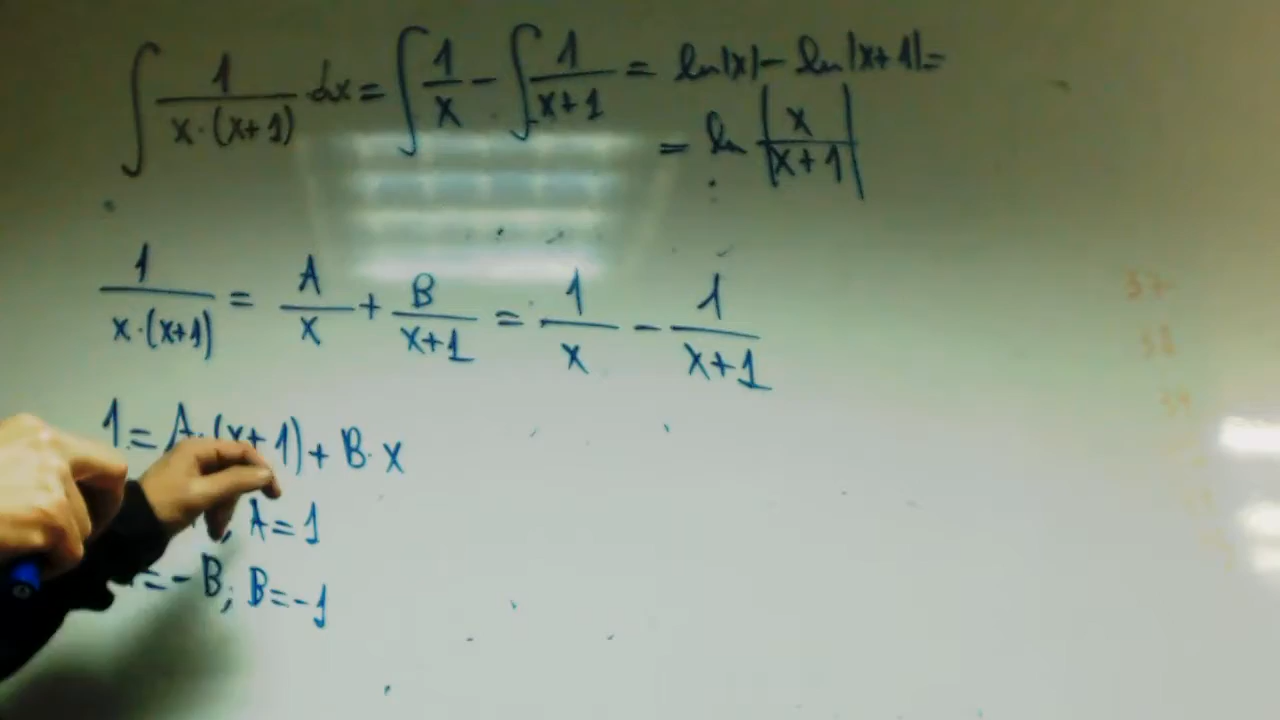 ∫ 1/(x·(x+1)) dx = ∫ 1/x - ∫ 1/(x+1) = ln|x| - ln|x+1| =
= ln |x/(x+1)|
1/(x·(x+1)) = A/x + B/(x+1) = 1/x - 1/(x+1)
1 = A·(x+1) + B·x
, A = 1
= -B; B = -1